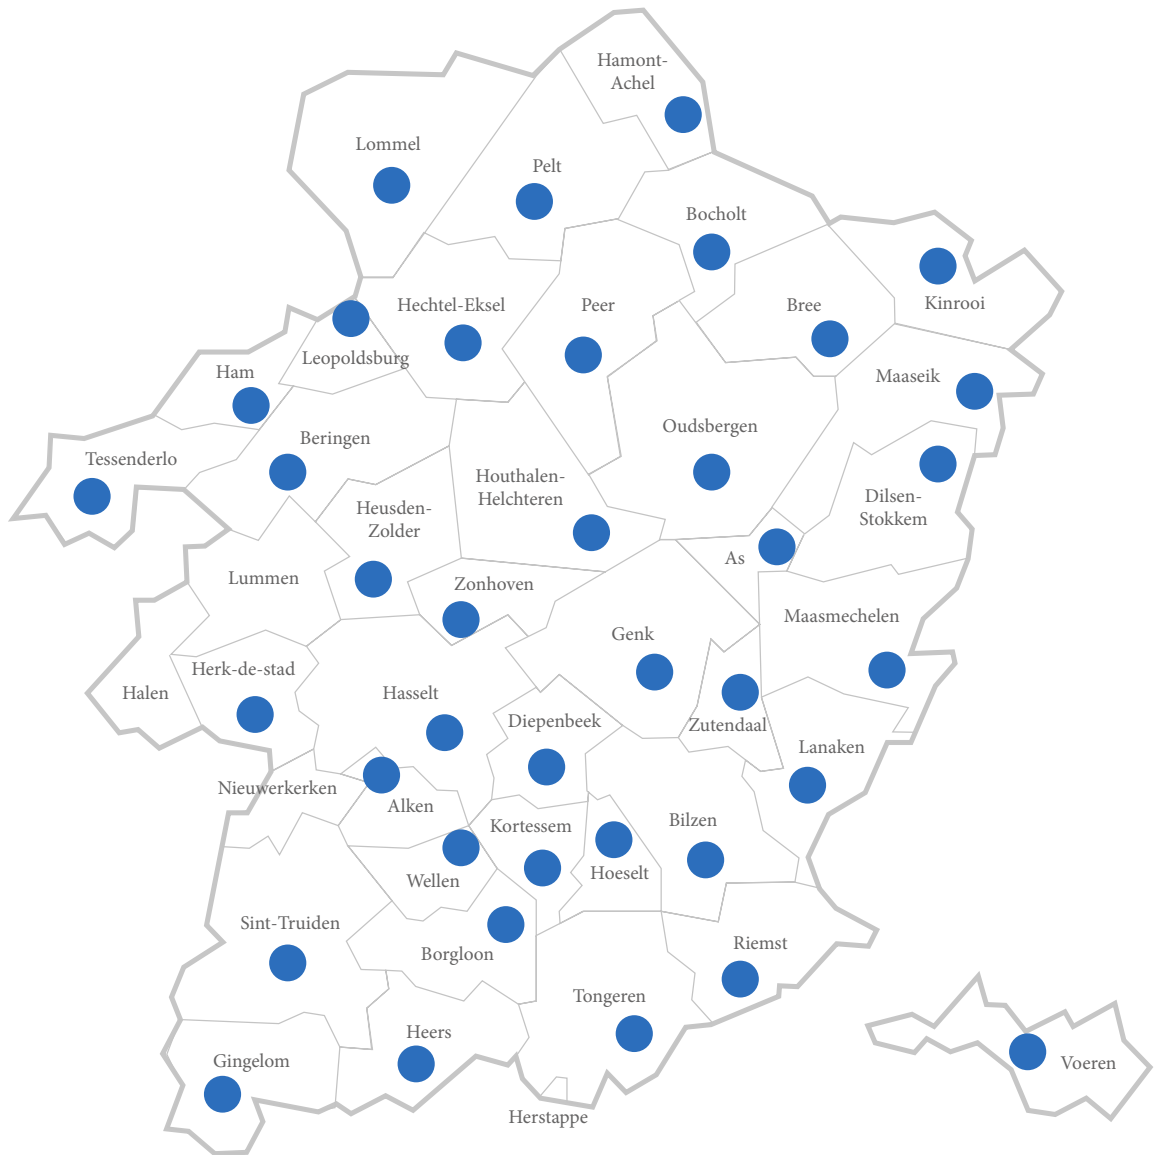 Hamont-
Achel
Lommel
Pelt
Bocholt
Kinrooi
Hechtel-Eksel
Peer
Bree
Leopoldsburg
Ham
Maaseik
Oudsbergen
Beringen
Tessenderlo
Houthalen-
Helchteren
Dilsen-
Stokkem
Heusden-
Zolder
As
Lummen
Zonhoven
Maasmechelen
Genk
Herk-de-stad
Halen
Hasselt
Diepenbeek
Zutendaal
Lanaken
Nieuwerkerken
Alken
Kortessem
Bilzen
Hoeselt
Wellen
Sint-Truiden
Borgloon
Riemst
Tongeren
Heers
Gingelom
Voeren
Herstappe